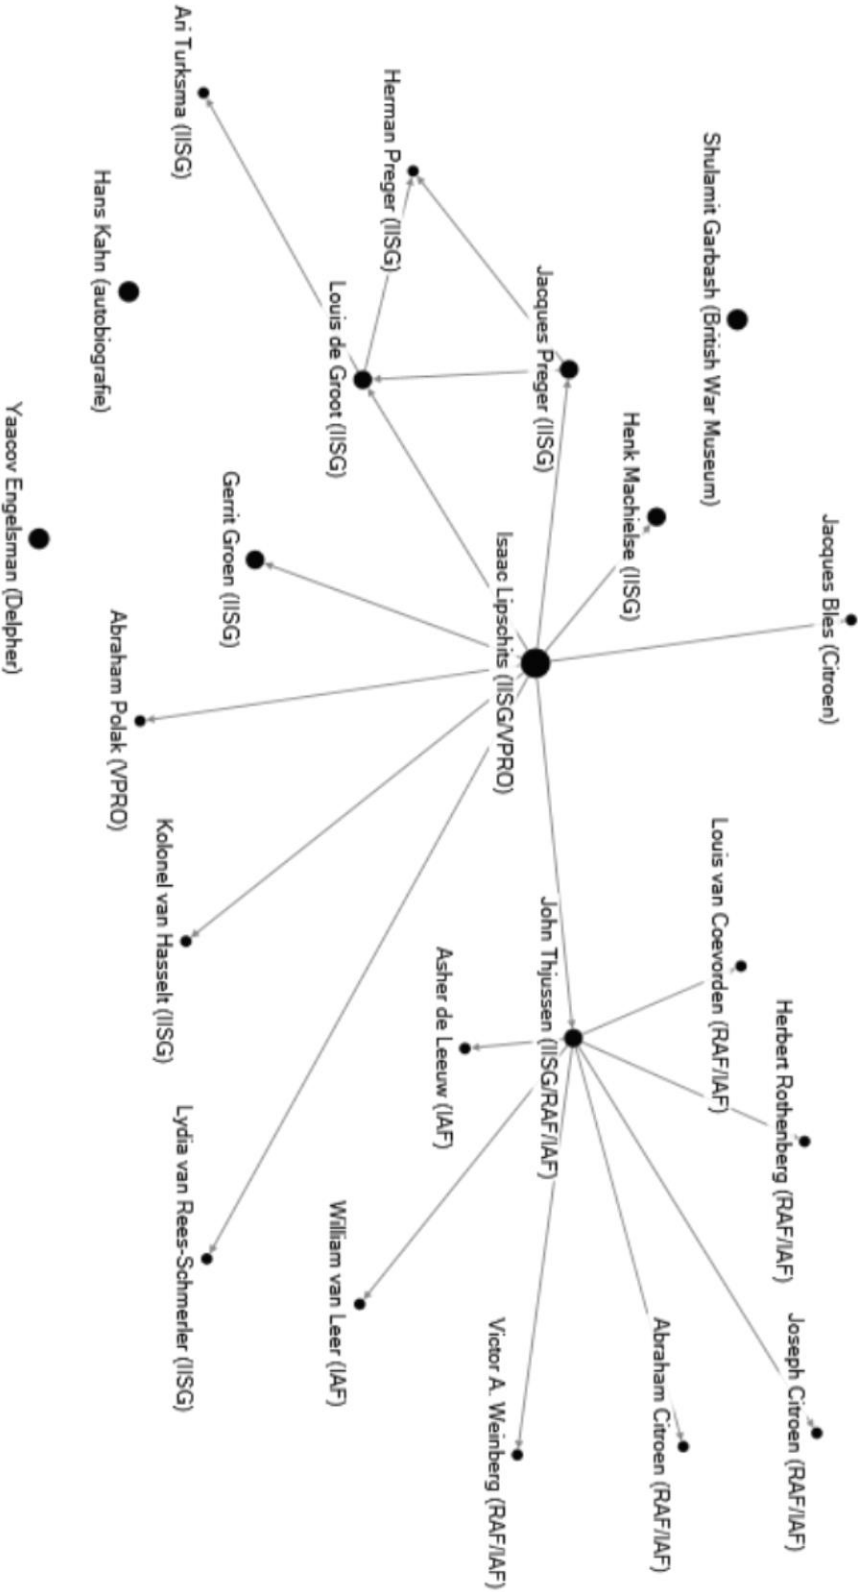 Jacques Bles (Citroen)
Shulamit Garbash (British War Museum)
Henk Machielse (IISG)
Jacques Preger (IISG)
Herman Preger (IISG)
Louis de Groot (IISG)
Ari Turksma (IISG)
Hans Kahn (autobiografie)
Yaacov Engelsman (Delpher)
Gerrit Groen (IISG)
Isaac Lipschits (IISG/VPRO)
Abraham Polak (VPRO)
Kolonel van Hasselt (IISG)
Lydia van Rees-Schmerler (IISG)
Louis van Coevorden (RAF/IAF)
Herbert Rothenberg (RAF/IAF)
Joseph Citroen (RAF/IAF)
John Thjussen (IISG/RAF/IAF)
Asher de Leeuw (IAF)
William van Leer (IAF)
Victor A. Weinberg (RAF/IAF)
Abraham Citroen (RAF/IAF)